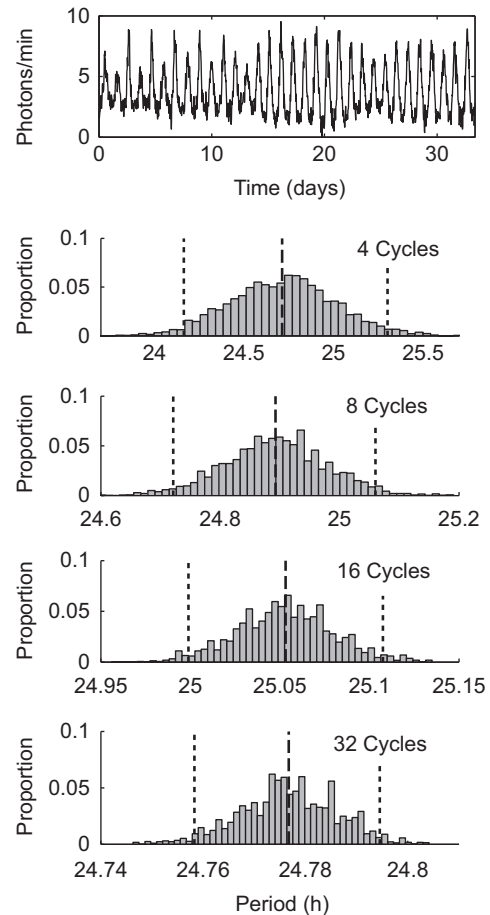 Photons/min
10
5
0
0 10 20 30
Time (days)
Proportion
0.1
0.05
0
4 Cycles
24 24.5 25 25.5
Proportion
0.1
0.05
0
8 Cycles
24.6 24.8 25 25.2
Proportion
0.1
0.05
0
16 Cycles
24.95 25 25.05 25.1 25.15
Proportion
0.1
0.05
0
32 Cycles
24.74 24.76 24.78 24.8
Period (h)